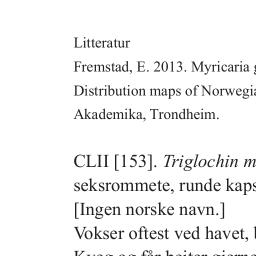 Litteratur
Fremstad, E. 2013. Myricaria
Distribution maps of Norwegia
Akademika, Trondheim.
CLII [153]. Triglochin m
seksrommete, runde kaps
[Ingen norske navn.]
Vokser oftest ved havet,